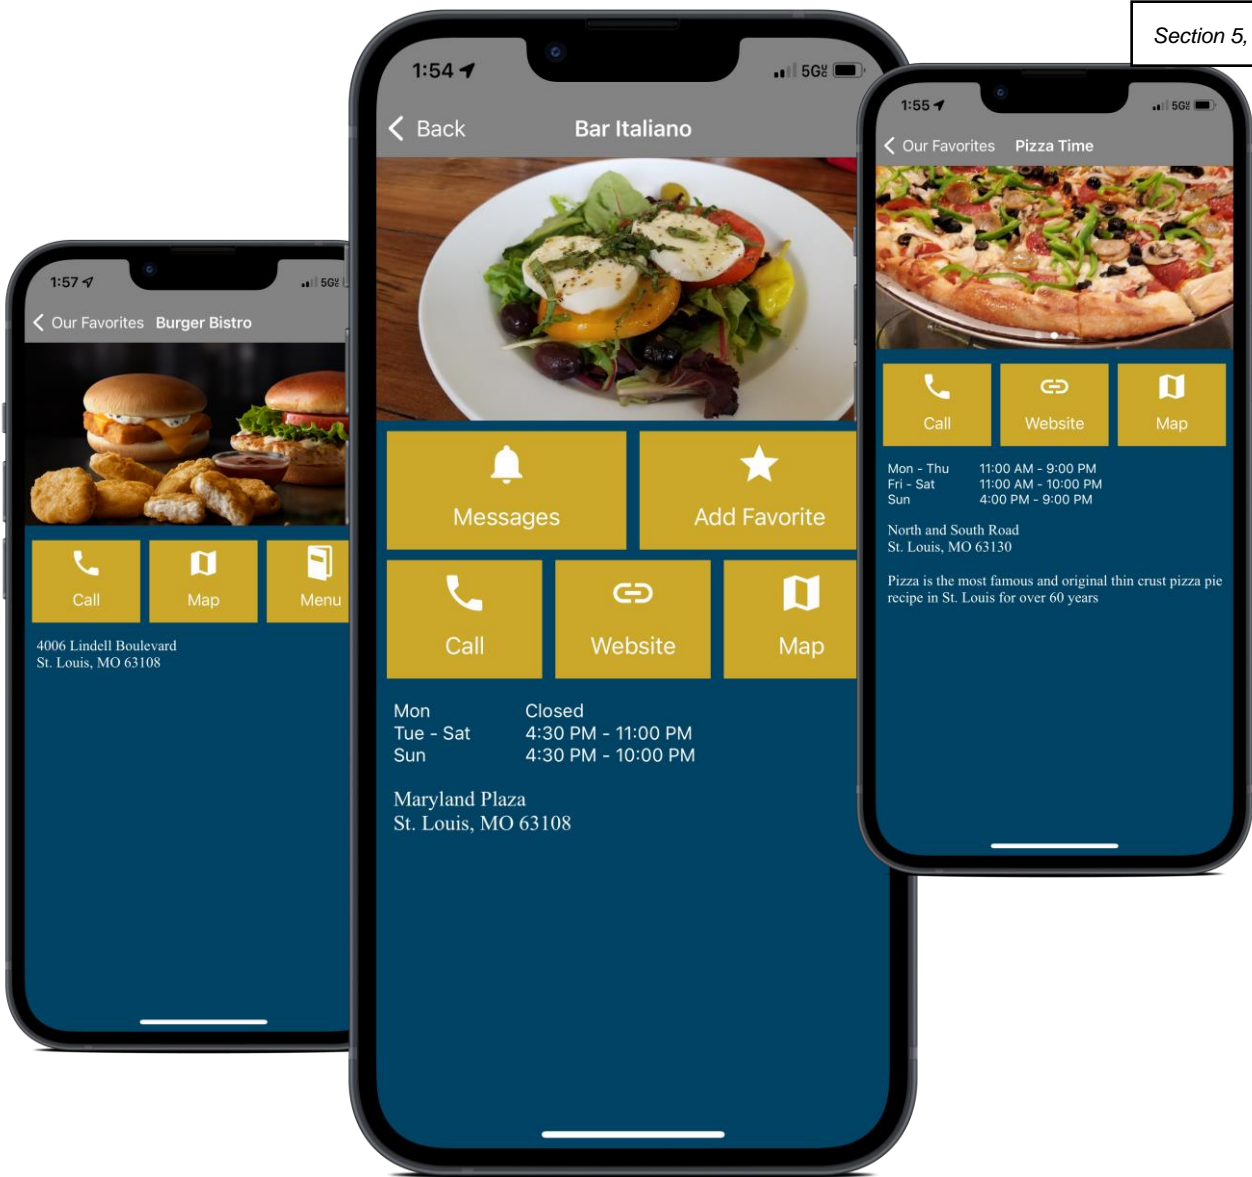 Section 5,
1:57
5G
Our Favorites Burger Bistro
Call
Map
Menu
4006 Lindell Boulevard
St. Louis, MO 63108
1:54
5G
Back
Bar Italiano
Messages
Add Favorite
Call
Website
Map
Mon Closed
Tue - Sat 4:30 PM - 11:00 PM
Sun 4:30 PM - 10:00 PM
Maryland Plaza
St. Louis, MO 63108
1:55
5G
Our Favorites Pizza Time
Call
Website
Map
Mon - Thu 11:00 AM - 9:00 PM
Fri - Sat 11:00 AM - 10:00 PM
Sun 4:00 PM - 9:00 PM
North and South Road
St. Louis, MO 63130
Pizza is the most famous and original thin crust pizza pie
recipe in St. Louis for over 60 years